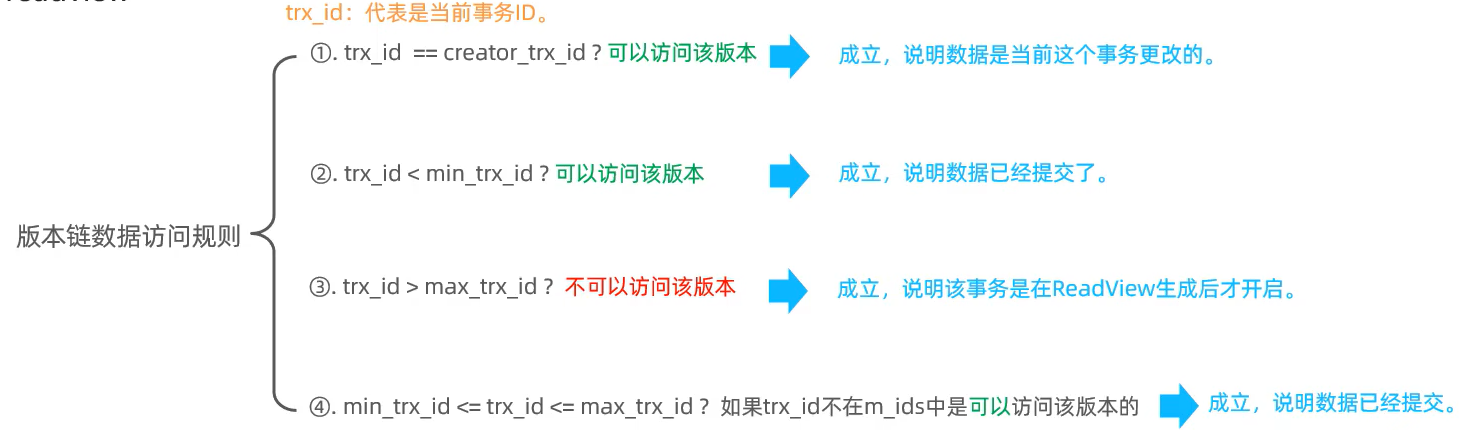 readview
trx_id：代表是当前事务ID。
①. trx_id == creator_trx_id ? 可以访问该版本 成立，说明数据是当前这个事务更改的。
②. trx_id < min_trx_id ? 可以访问该版本 成立，说明数据已经提交了。
版本链数据访问规则
③. trx_id > max_trx_id ? 不可以访问该版本 成立，说明该事务是在ReadView生成后才开启。
④. min_trx_id <= trx_id <= max_trx_id ? 如果trx_id不在m_ids中是可以访问该版本的 成立，说明数据已经提交。